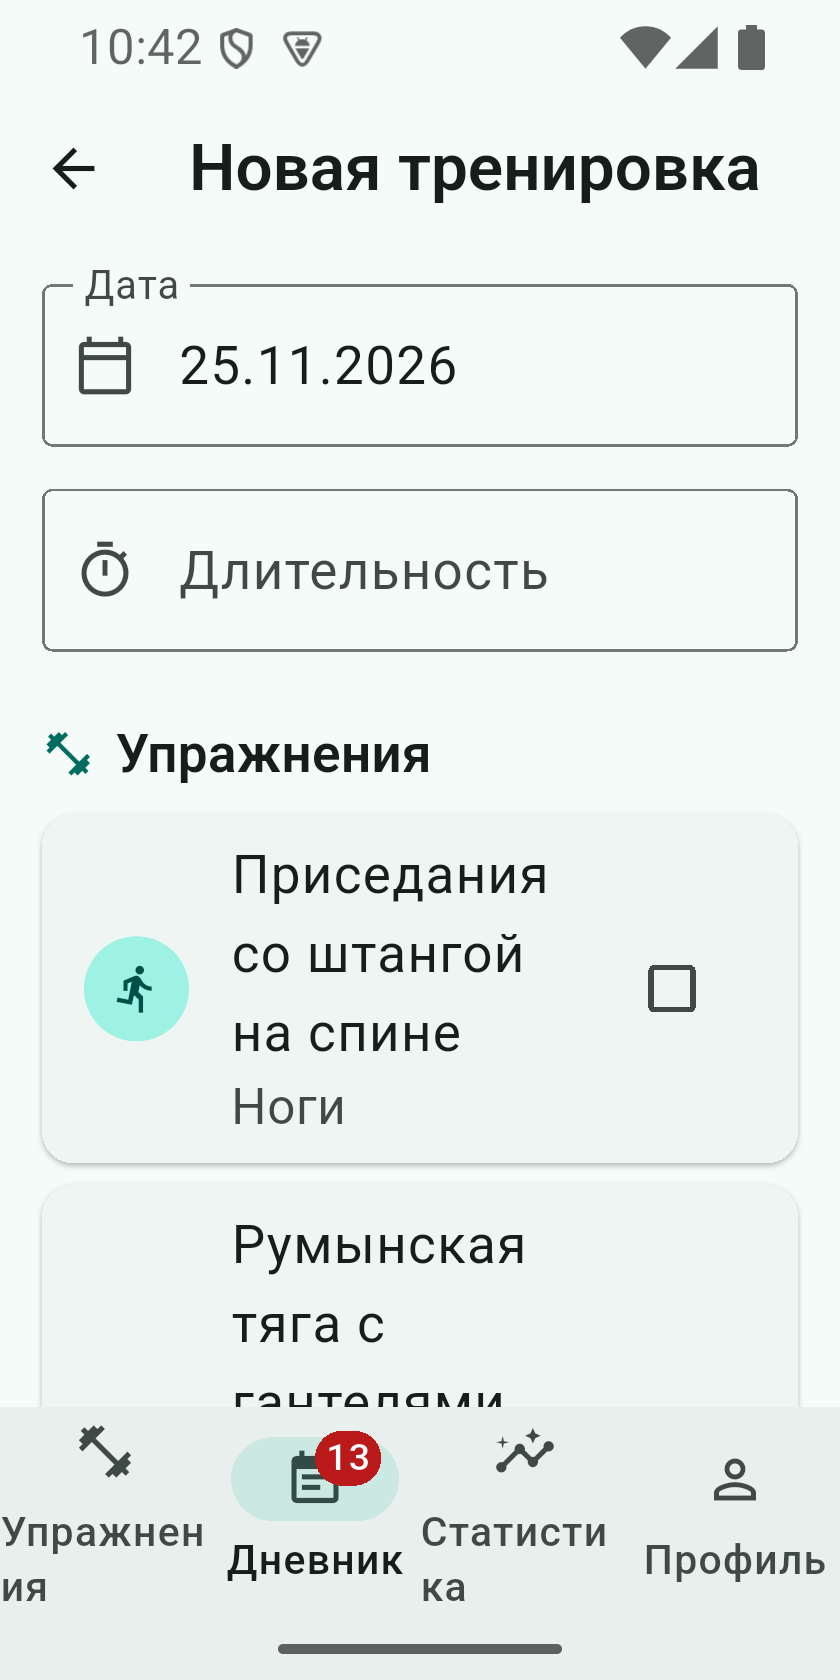 10:42
Новая тренировка
Дата
25.11.2026
Длительность
Упражнения
Приседания
со штангой
на спине
Ноги
Румынская
тяга с
гантелями
13
Упражнен
ия
Дневник
Статисти
ка
Профиль